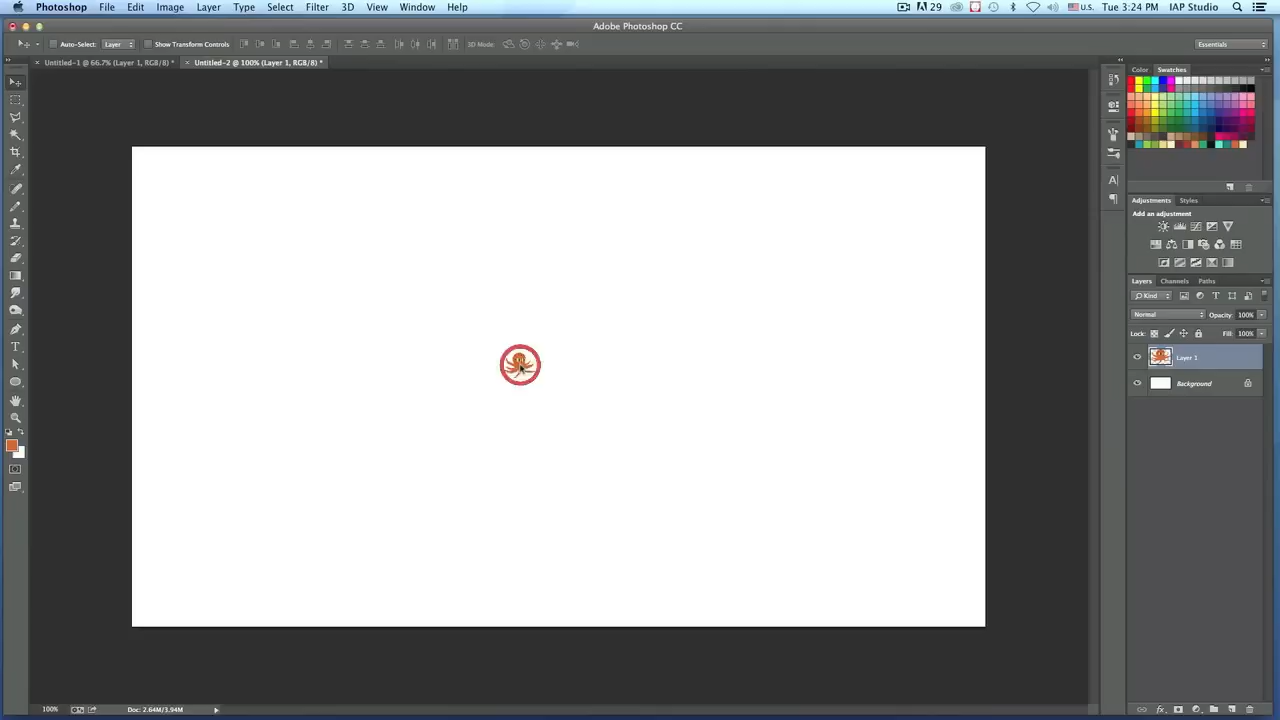 Photoshop File Edit Image Layer Type Select Filter 3D View Window Help 29 U.S. Tue 3:24 PM IAP Studio
Adobe Photoshop CC
Auto-Select: Layer Show Transform Controls 3D Mode: Essentials
Untitled-1 @ 66.7% (Layer 1, RGB/8) * Untitled-2 @ 100% (Layer 1, RGB/8) *
Color Swatches
Adjustments Styles
Add an adjustment
Layers Channels Paths
Kind
Normal Opacity: 100%
Lock: Fill: 100%
Layer 1
Background
100% Doc: 2.64M/3.94M